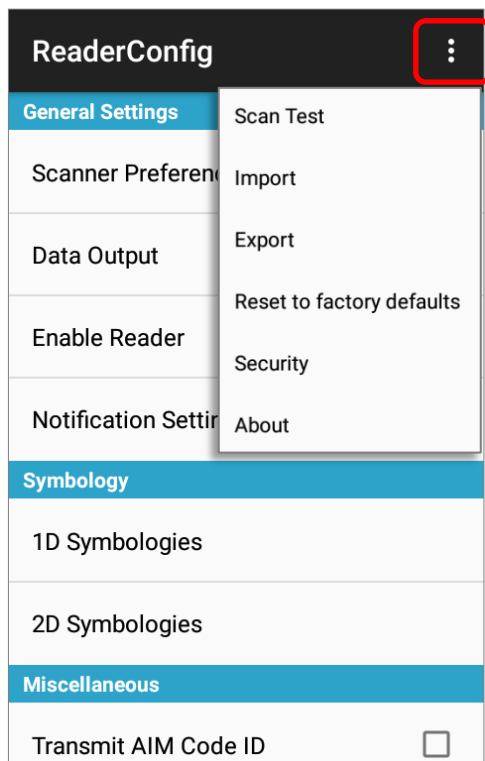 ReaderConfig
General Settings
Scanner Preferen
Data Output
Enable Reader
Notification Settin
Scan Test
Import
Export
Reset to factory defaults
Security
About
Symbology
1D Symbologies
2D Symbologies
Miscellaneous
Transmit AIM Code ID